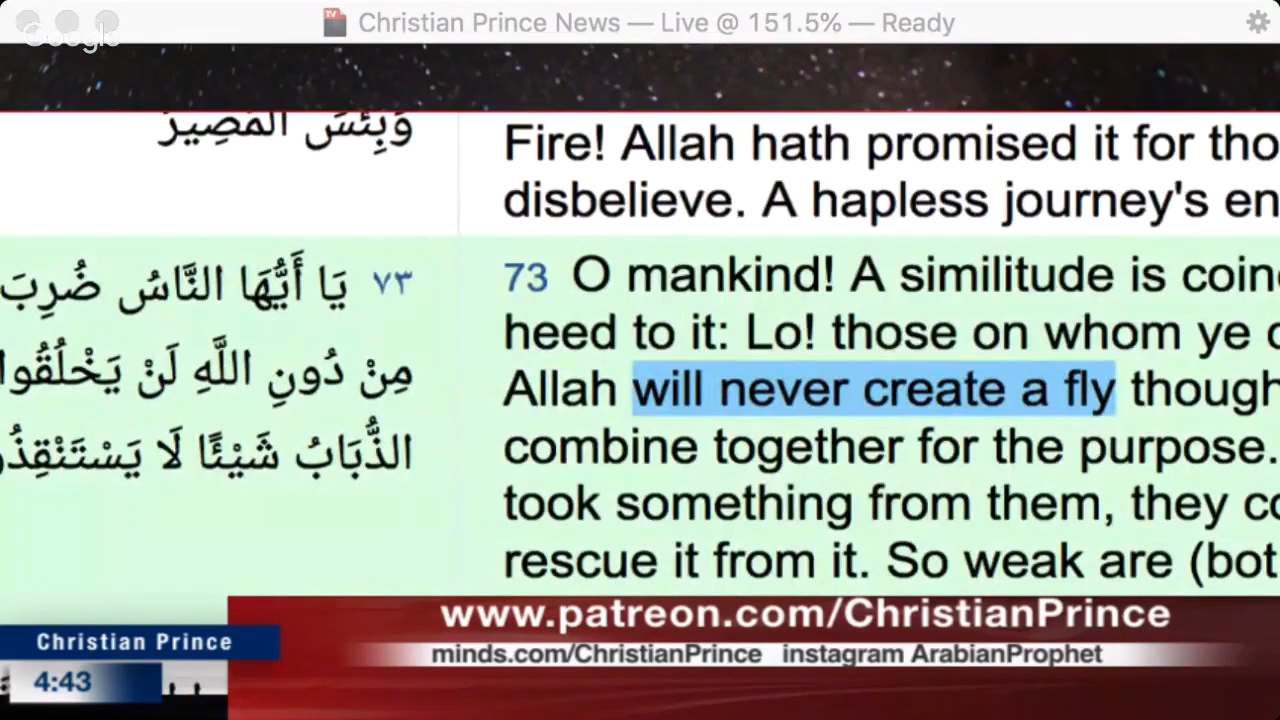 Christian Prince News — Live @ 151.5% — Ready
Google
وَبِئْسَ الْمَصِيرُ
Fire! Allah hath promised it for tho
disbelieve. A hapless journey's en
٧٣ يَا أَيُّهَا النَّاسُ ضُرِبَ
مِنْ دُونِ اللَّهِ لَنْ يَخْلُقُوا
الذُّبَابُ شَيْئًا لَا يَسْتَنْقِذُو
73 O mankind! A similitude is coin
heed to it: Lo! those on whom ye c
Allah will never create a fly though
combine together for the purpose.
took something from them, they co
rescue it from it. So weak are (bot
www.patreon.com/ChristianPrince
minds.com/ChristianPrince instagram ArabianProphet
Christian Prince
4:43